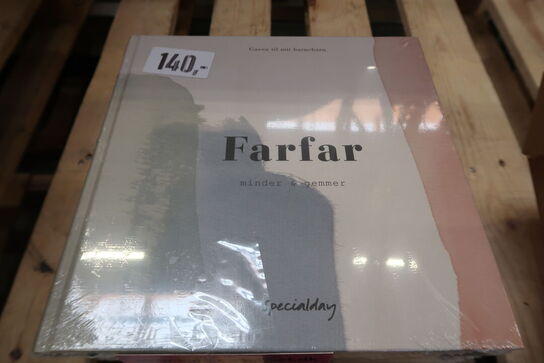 Gaven til mit barnebarn
140,-
Farfar
minder & gemmer
specialday